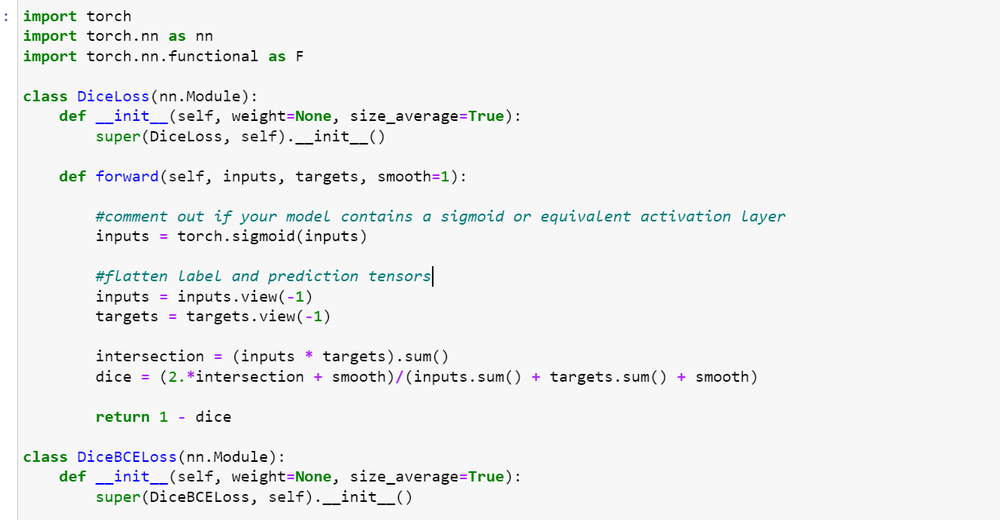 :
import torch
import torch.nn as nn
import torch.nn.functional as F

class DiceLoss(nn.Module):
    def __init__(self, weight=None, size_average=True):
        super(DiceLoss, self).__init__()

    def forward(self, inputs, targets, smooth=1):

        #comment out if your model contains a sigmoid or equivalent activation layer
        inputs = torch.sigmoid(inputs)

        #flatten label and prediction tensors
        inputs = inputs.view(-1)
        targets = targets.view(-1)

        intersection = (inputs * targets).sum()
        dice = (2.*intersection + smooth)/(inputs.sum() + targets.sum() + smooth)

        return 1 - dice

class DiceBCELoss(nn.Module):
    def __init__(self, weight=None, size_average=True):
        super(DiceBCELoss, self).__init__()